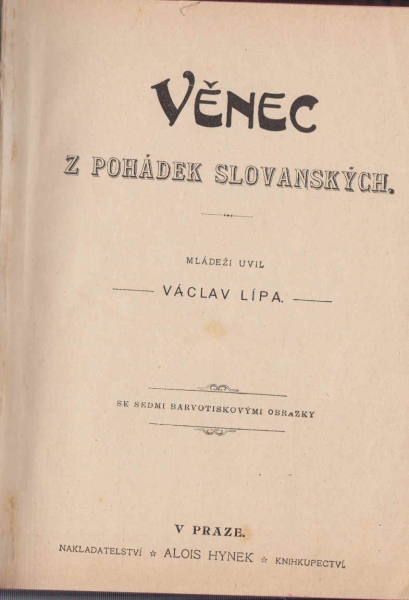 VĚNEC
Z POHÁDEK SLOVANSKÝCH.
MLÁDEŽI UVIL
VÁCLAV LÍPA.
SE SEDMI BARVOTISKOVÝMI OBRAZKY
V PRAZE.
NAKLADATELSTVÍ ☆ ALOIS HYNEK ☆ KNIHKUPECTVÍ.